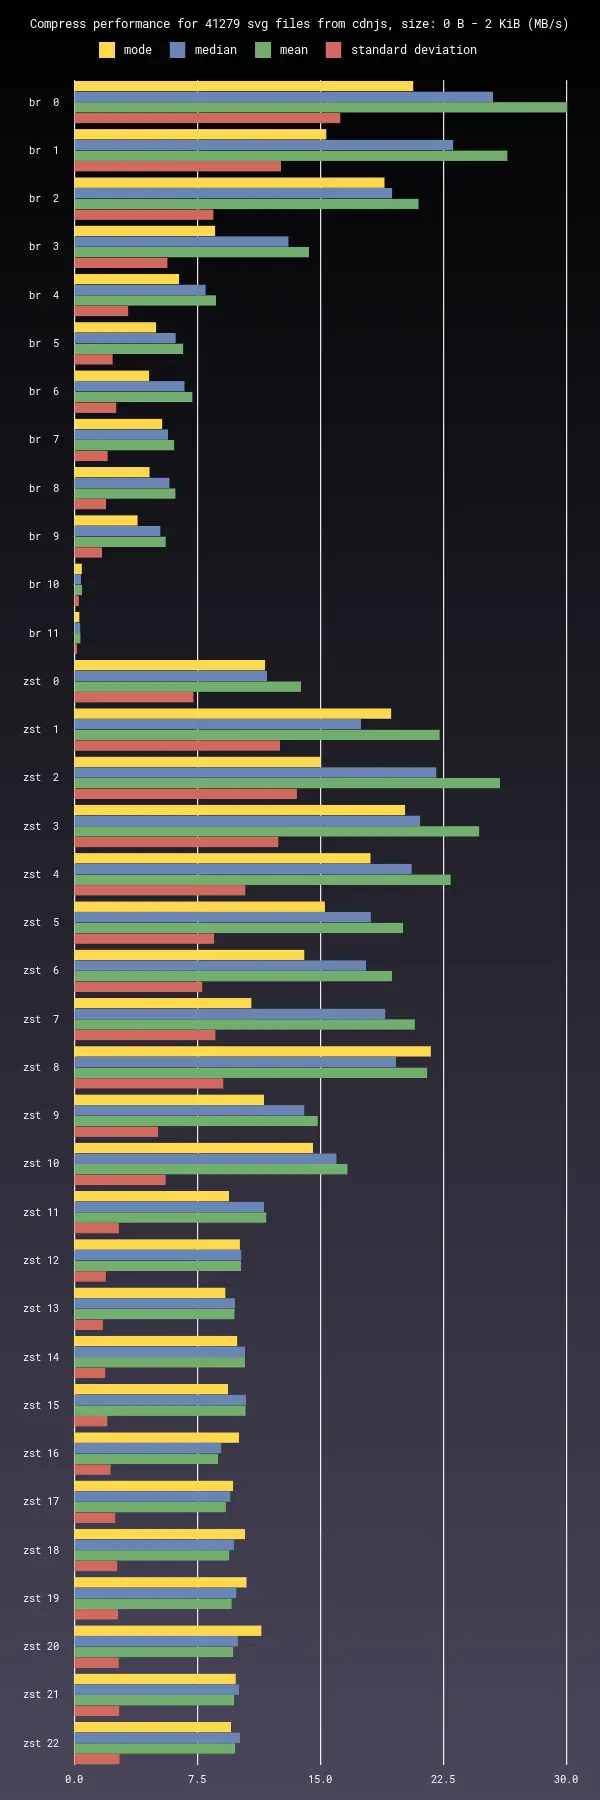 Compress performance for 41279 svg files from cdnjs, size: 0 B - 2 KiB (MB/s)
mode median mean standard deviation
br 0
br 1
br 2
br 3
br 4
br 5
br 6
br 7
br 8
br 9
br 10
br 11
zst 0
zst 1
zst 2
zst 3
zst 4
zst 5
zst 6
zst 7
zst 8
zst 9
zst 10
zst 11
zst 12
zst 13
zst 14
zst 15
zst 16
zst 17
zst 18
zst 19
zst 20
zst 21
zst 22
0.0 7.5 15.0 22.5 30.0